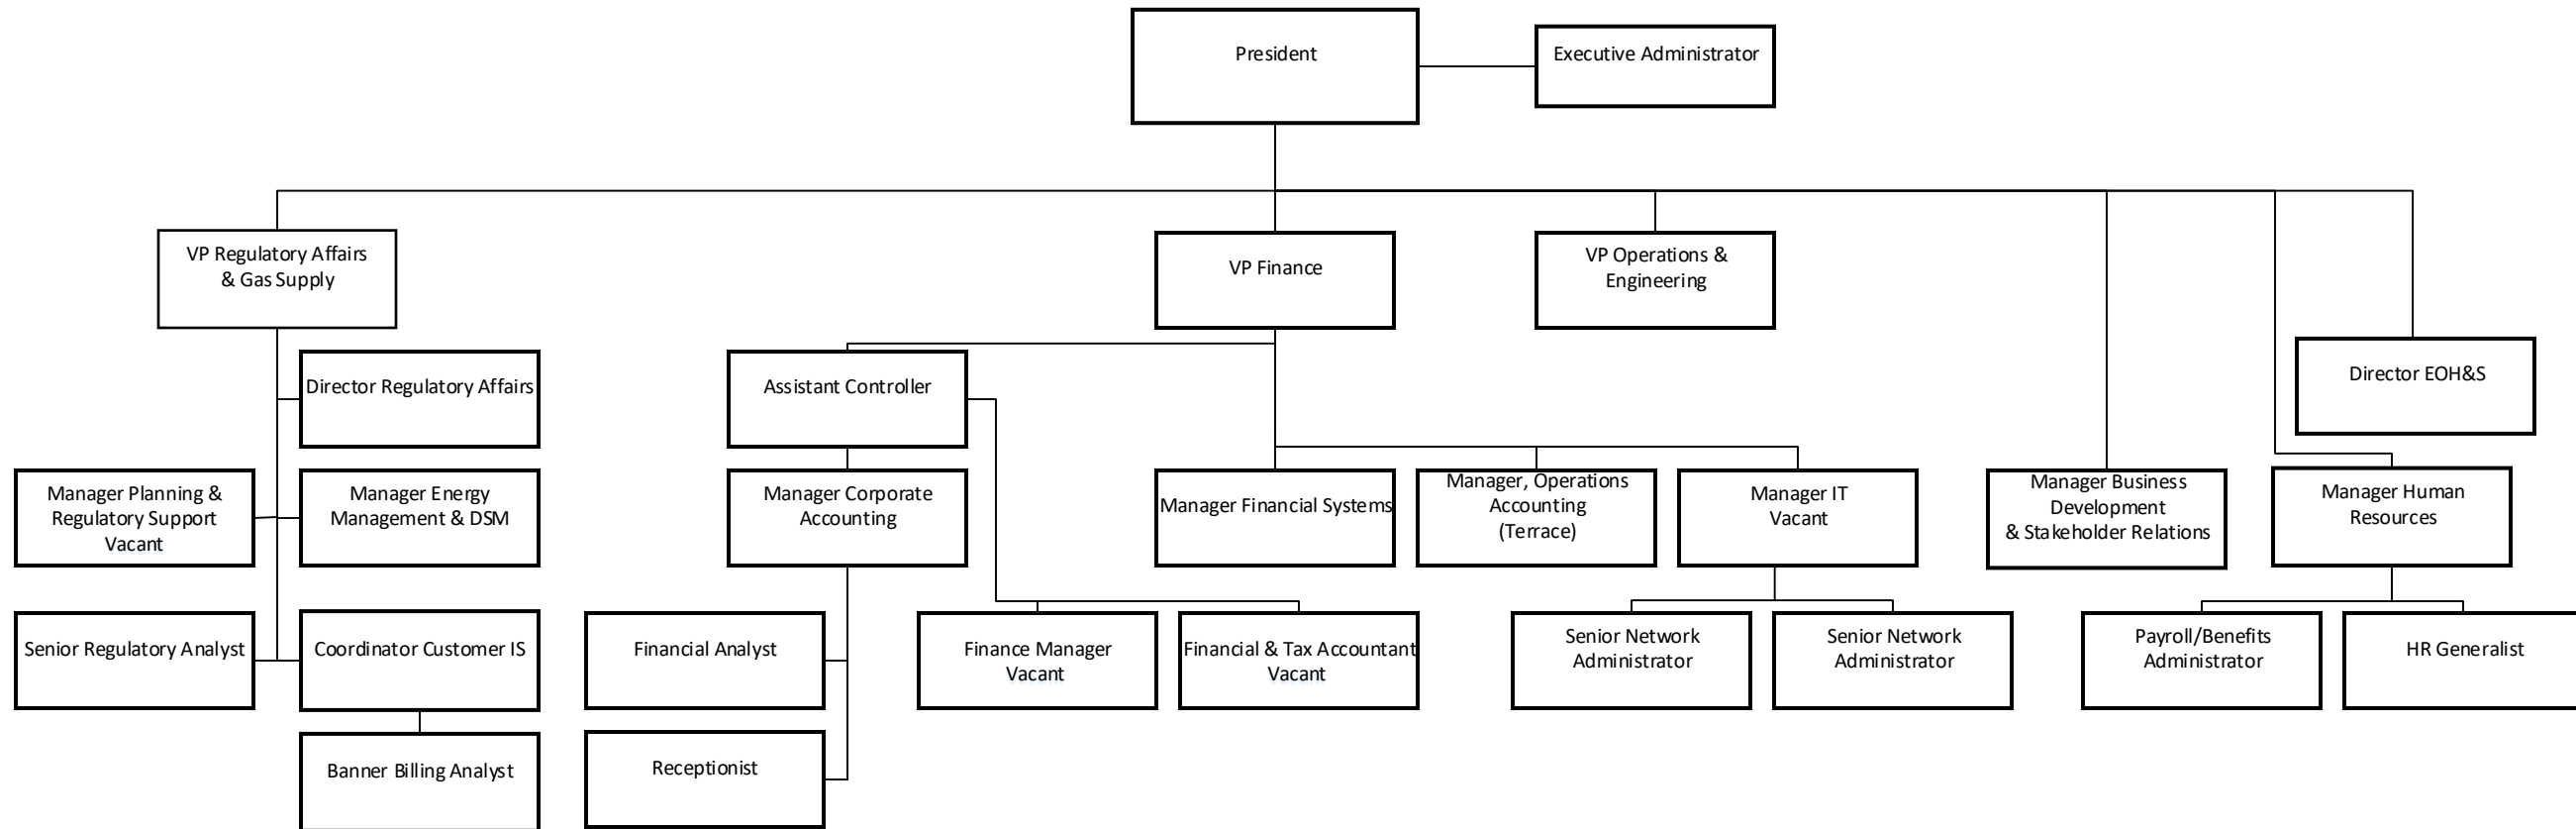 President
Executive Administrator
VP Regulatory Affairs
& Gas Supply
VP Finance
VP Operations &
Engineering
Director Regulatory Affairs
Assistant Controller
Director EOH&S
Manager Planning &
Regulatory Support
Vacant
Manager Energy
Management & DSM
Manager Corporate
Accounting
Manager Financial Systems
Manager, Operations
Accounting
(Terrace)
Manager IT
Vacant
Manager Business
Development
& Stakeholder Relations
Manager Human
Resources
Senior Regulatory Analyst
Coordinator Customer IS
Financial Analyst
Finance Manager
Vacant
Financial & Tax Accountant
Vacant
Senior Network
Administrator
Senior Network
Administrator
Payroll/Benefits
Administrator
HR Generalist
Banner Billing Analyst
Receptionist